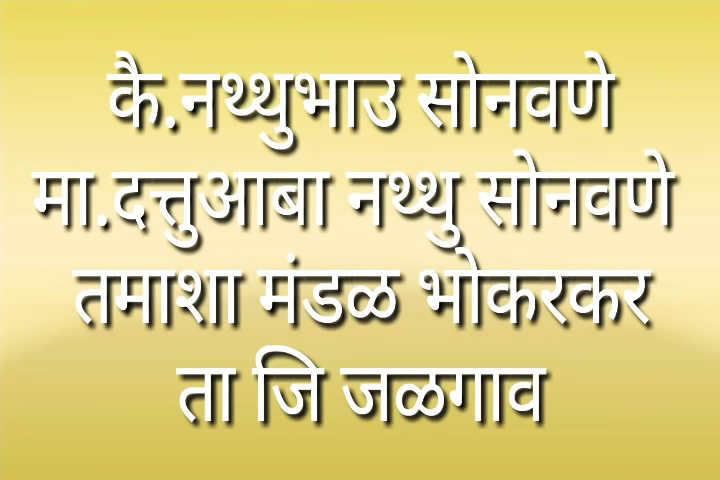 कै.नथ्थुभाउ सोनवणे
मा.दत्तुआबा नथ्थु सोनवणे
तमाशा मंडळ भोकरकर
ता जि जळगाव